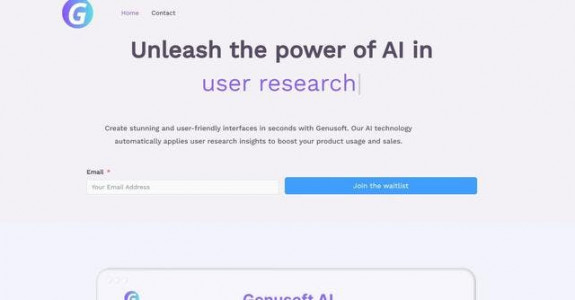 G
Home Contact
Unleash the power of AI in
user research
Create stunning and user-friendly interfaces in seconds with Genusoft. Our AI technology
automatically applies user research insights to boost your product usage and sales.
Email *
Your Email Address
Join the waitlist
G
Genusoft AI